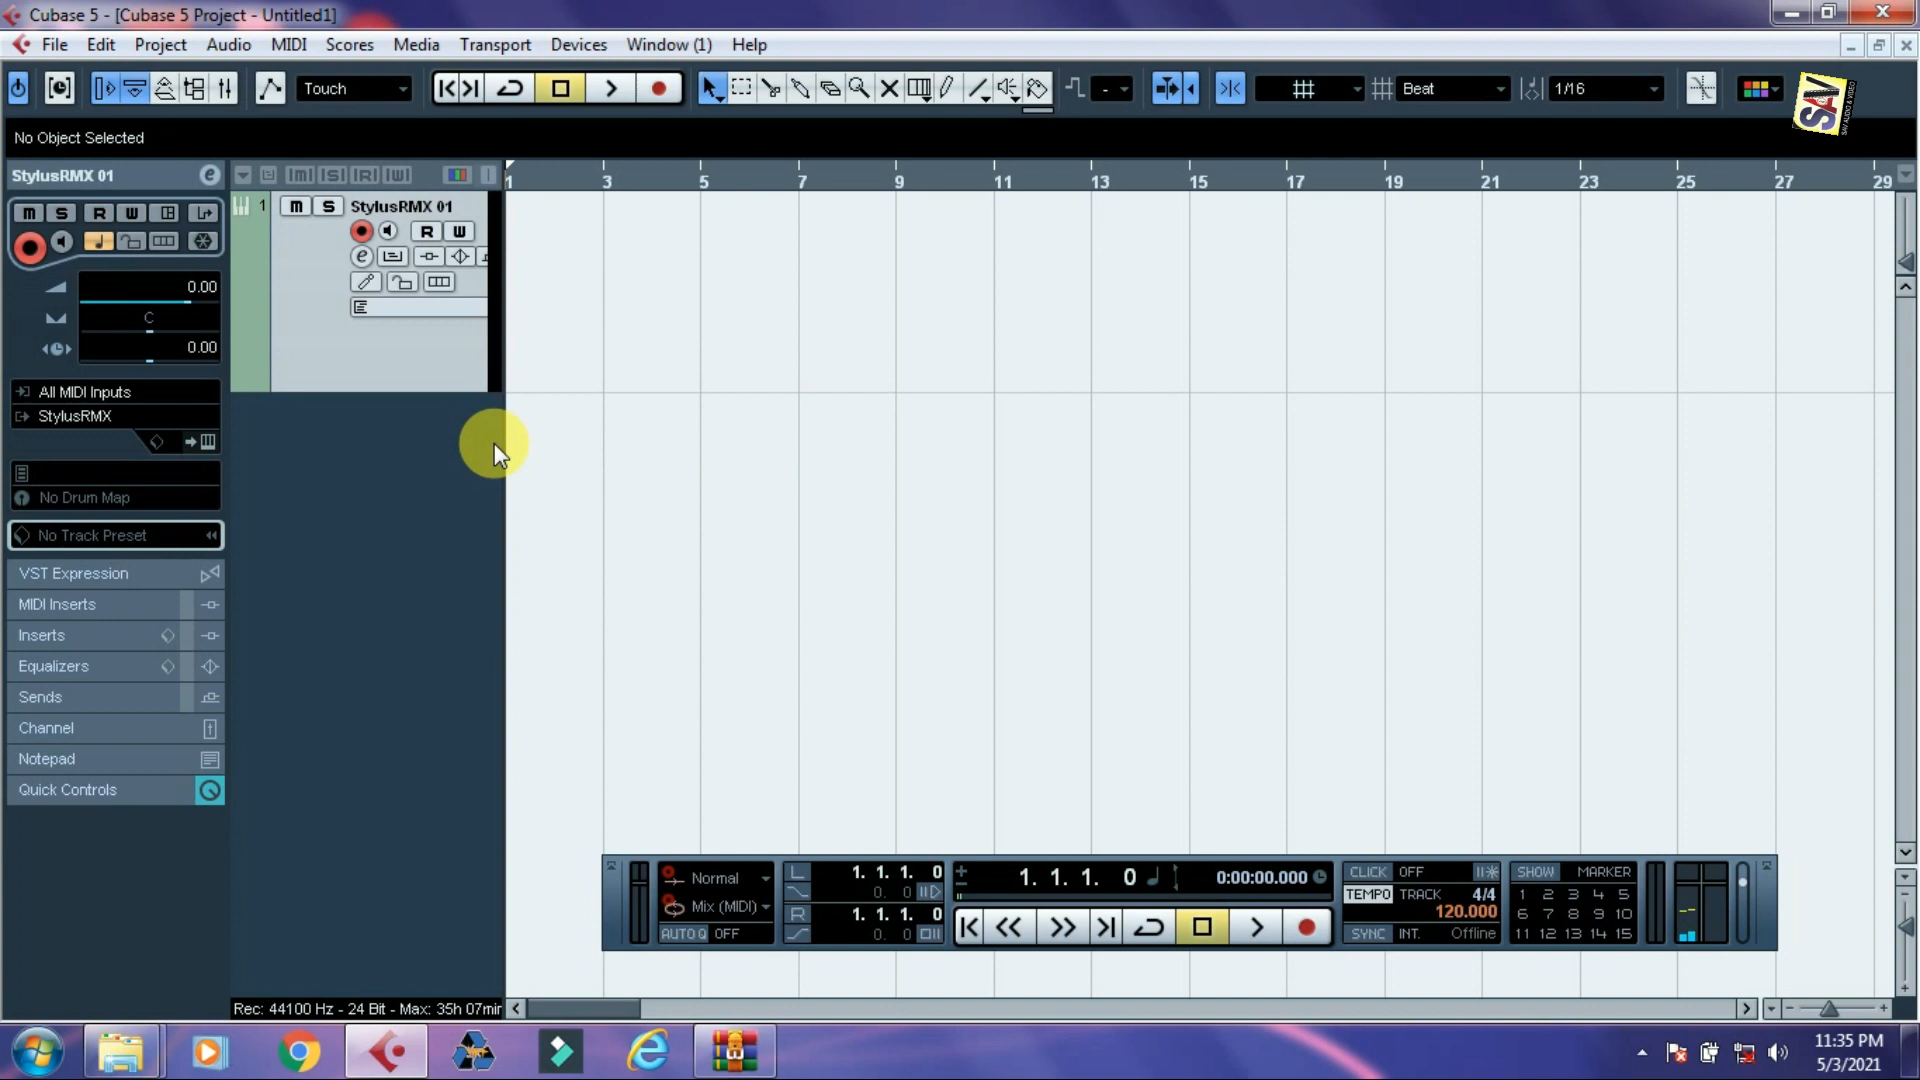 Cubase 5 - [Cubase 5 Project - Untitled1]
File Edit Project Audio MIDI Scores Media Transport Devices Window (1) Help
Touch
-
Beat
1/16
SAV
SAV AUDIO & VIDEO
No Object Selected
StylusRMX 01
M S R W
1 3 5 7 9 11 13 15 17 19 21 23 25 27 29
M S R W
1 M S StylusRMX 01
R W
0.00
C
0.00
All MIDI Inputs
StylusRMX
No Drum Map
No Track Preset
VST Expression
MIDI Inserts
Inserts
Equalizers
Sends
Channel
Notepad
Quick Controls
Normal
Mix (MIDI)
AUTO Q OFF
L 1. 1. 1. 0
0. 0
R 1. 1. 1. 0
0. 0
1. 1. 1. 0
0:00:00.000
CLICK OFF
TEMPO TRACK 4/4
120.000
SYNC INT. Offline
SHOW MARKER
1 2 3 4 5
6 7 8 9 10
11 12 13 14 15
Rec: 44100 Hz - 24 Bit - Max: 35h 07min
11:35 PM
5/3/2021